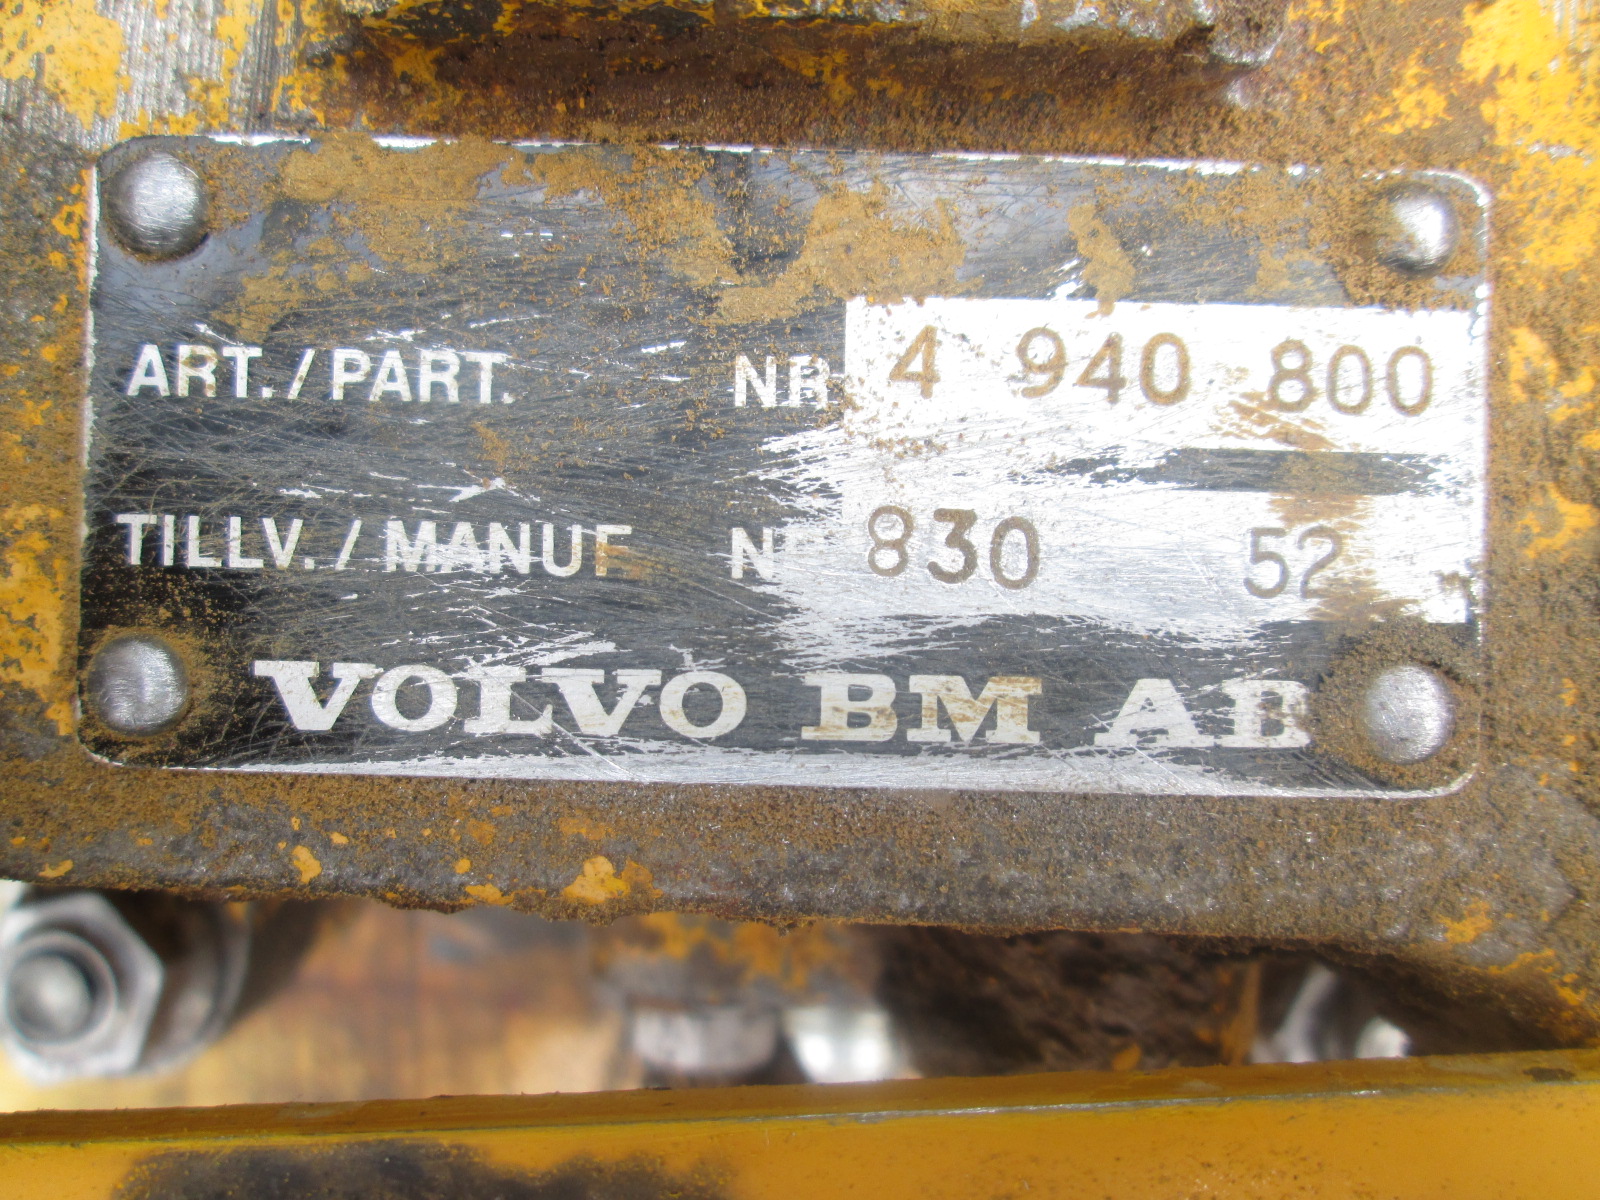 ART. / PART. NR 4 940 800
TILLV. / MANUF NR 830 52
VOLVO BM AB